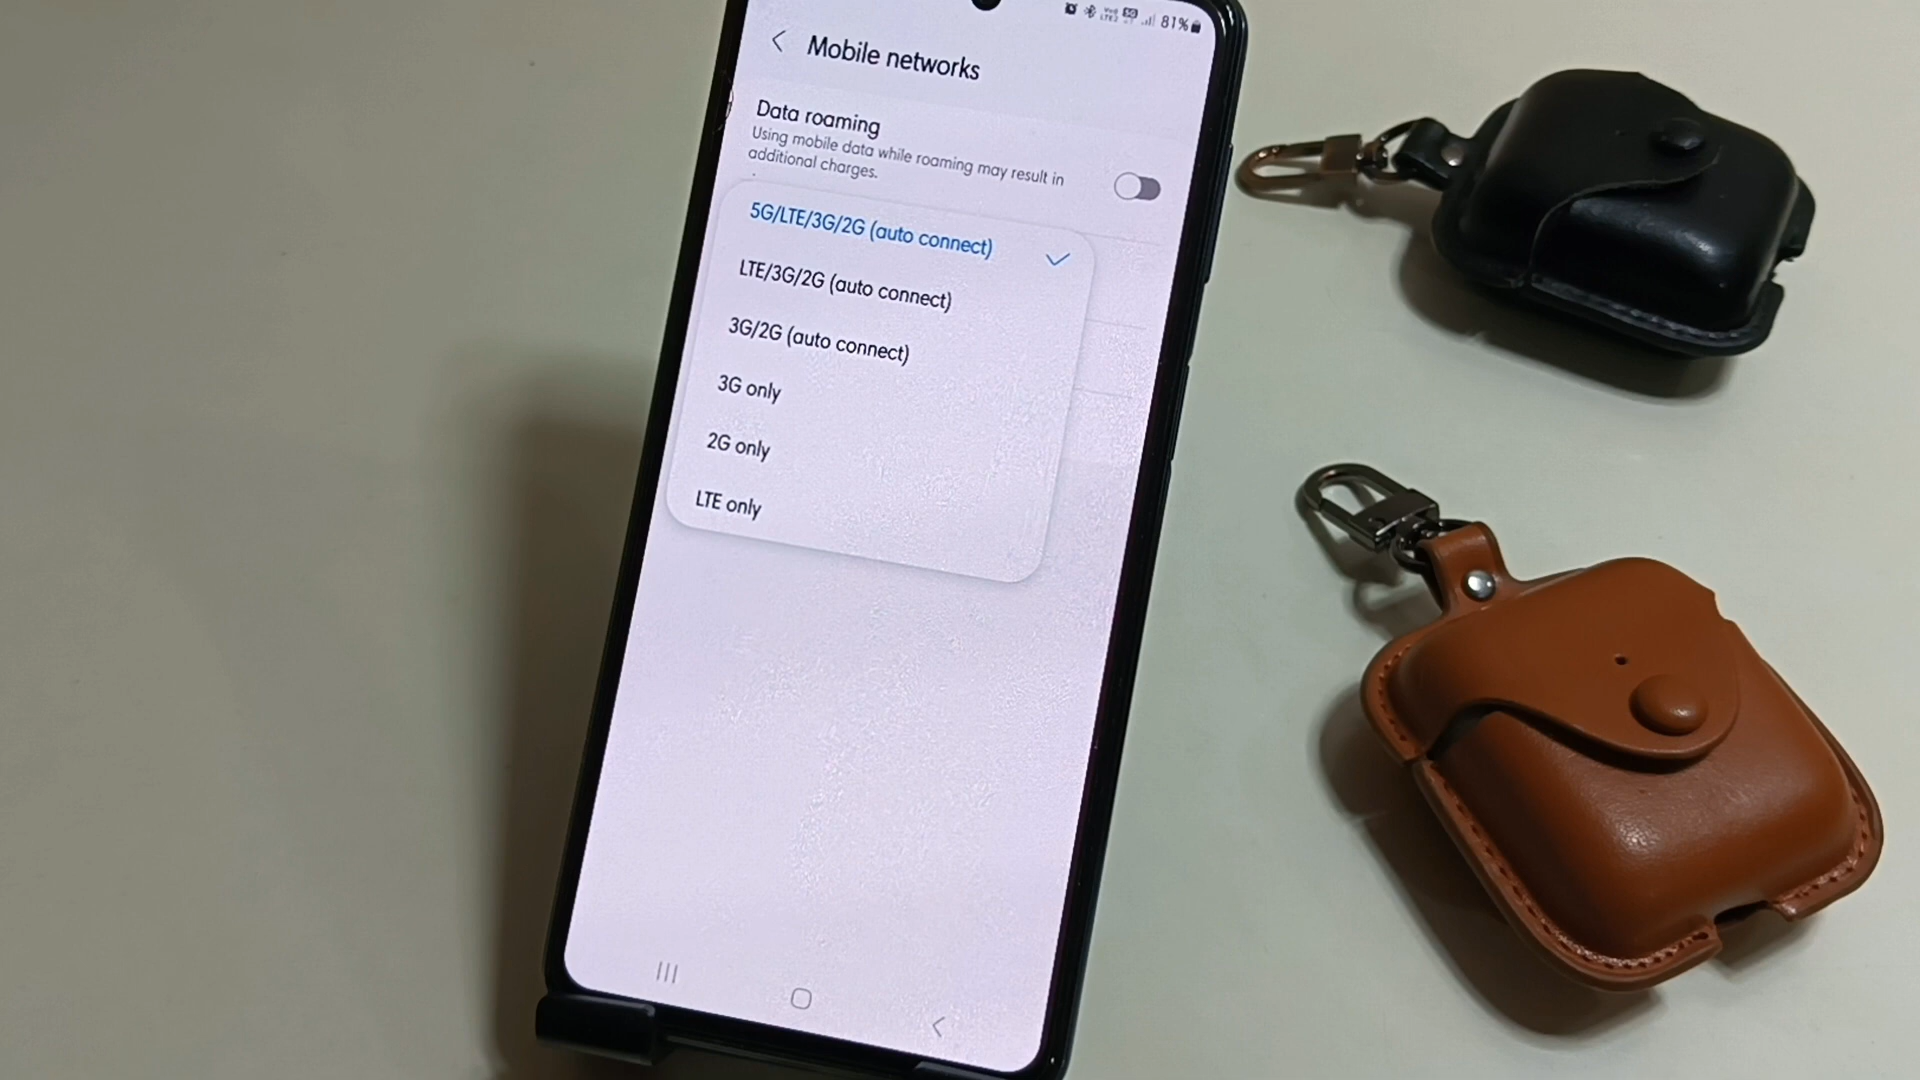 81%
Mobile networks
Data roaming
Using mobile data while roaming may result in
additional charges.
5G/LTE/3G/2G (auto connect)
LTE/3G/2G (auto connect)
3G/2G (auto connect)
3G only
2G only
LTE only